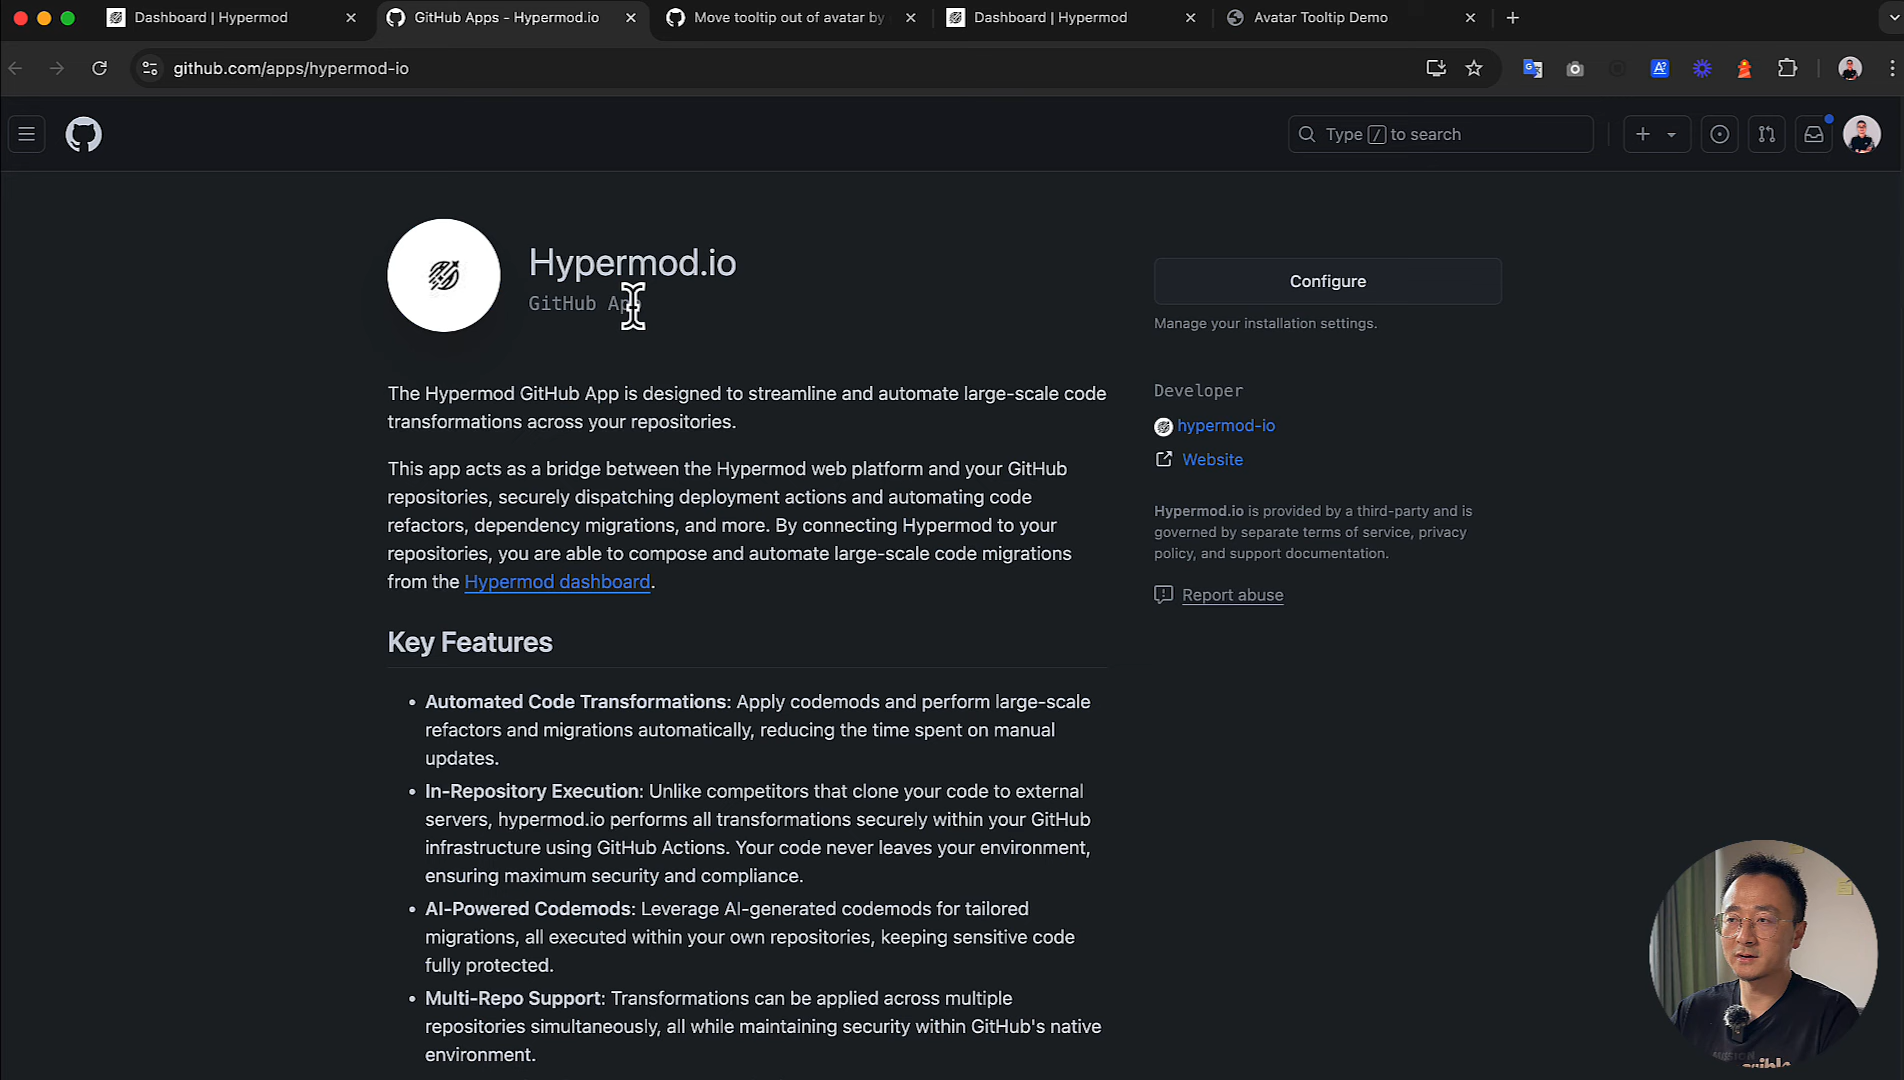 Dashboard | Hypermod
GitHub Apps - Hypermod.io
Move tooltip out of avatar by
Dashboard | Hypermod
Avatar Tooltip Demo
github.com/apps/hypermod-io
Type / to search
Hypermod.io
GitHub App
Configure
Manage your installation settings.
The Hypermod GitHub App is designed to streamline and automate large-scale code
transformations across your repositories.
This app acts as a bridge between the Hypermod web platform and your GitHub
repositories, securely dispatching deployment actions and automating code
refactors, dependency migrations, and more. By connecting Hypermod to your
repositories, you are able to compose and automate large-scale code migrations
from the Hypermod dashboard.
Developer
hypermod-io
Website
Hypermod.io is provided by a third-party and is
governed by separate terms of service, privacy
policy, and support documentation.
Report abuse
Key Features
• Automated Code Transformations: Apply codemods and perform large-scale
refactors and migrations automatically, reducing the time spent on manual
updates.
• In-Repository Execution: Unlike competitors that clone your code to external
servers, hypermod.io performs all transformations securely within your GitHub
infrastructure using GitHub Actions. Your code never leaves your environment,
ensuring maximum security and compliance.
• AI-Powered Codemods: Leverage AI-generated codemods for tailored
migrations, all executed within your own repositories, keeping sensitive code
fully protected.
• Multi-Repo Support: Transformations can be applied across multiple
repositories simultaneously, all while maintaining security within GitHub's native
environment.
MISSION